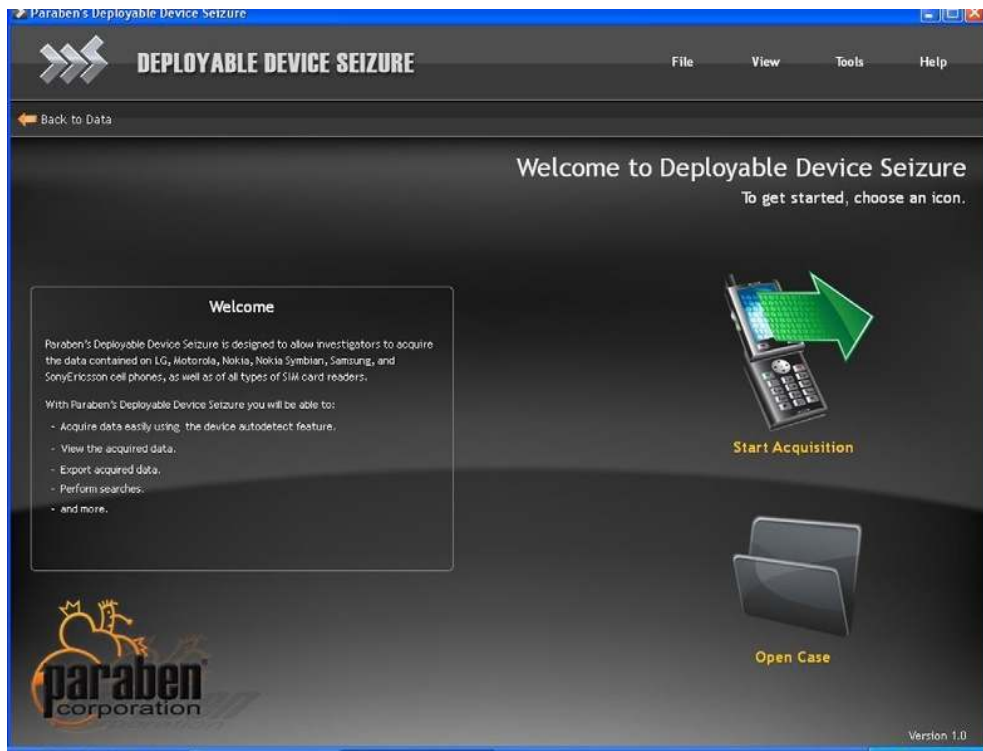 Paraben's Deployable Device Seizure
DEPLOYABLE DEVICE SEIZURE
File View Tools Help
Back to Data
Welcome to Deployable Device Seizure
To get started, choose an icon.
Welcome
Paraben's Deployable Device Seizure is designed to allow investigators to acquire
the data contained on LG, Motorola, Nokia, Nokia Symbian, Samsung, and
SonyEricsson cell phones, as well as of all types of SIM card readers.
With Paraben's Deployable Device Seizure you will be able to:
- Acquire data easily using the device autodetect feature.
- View the acquired data.
- Export acquired data.
- Perform searches.
- and more.
Start Acquisition
Open Case
paraben
corporation
Version 1.0